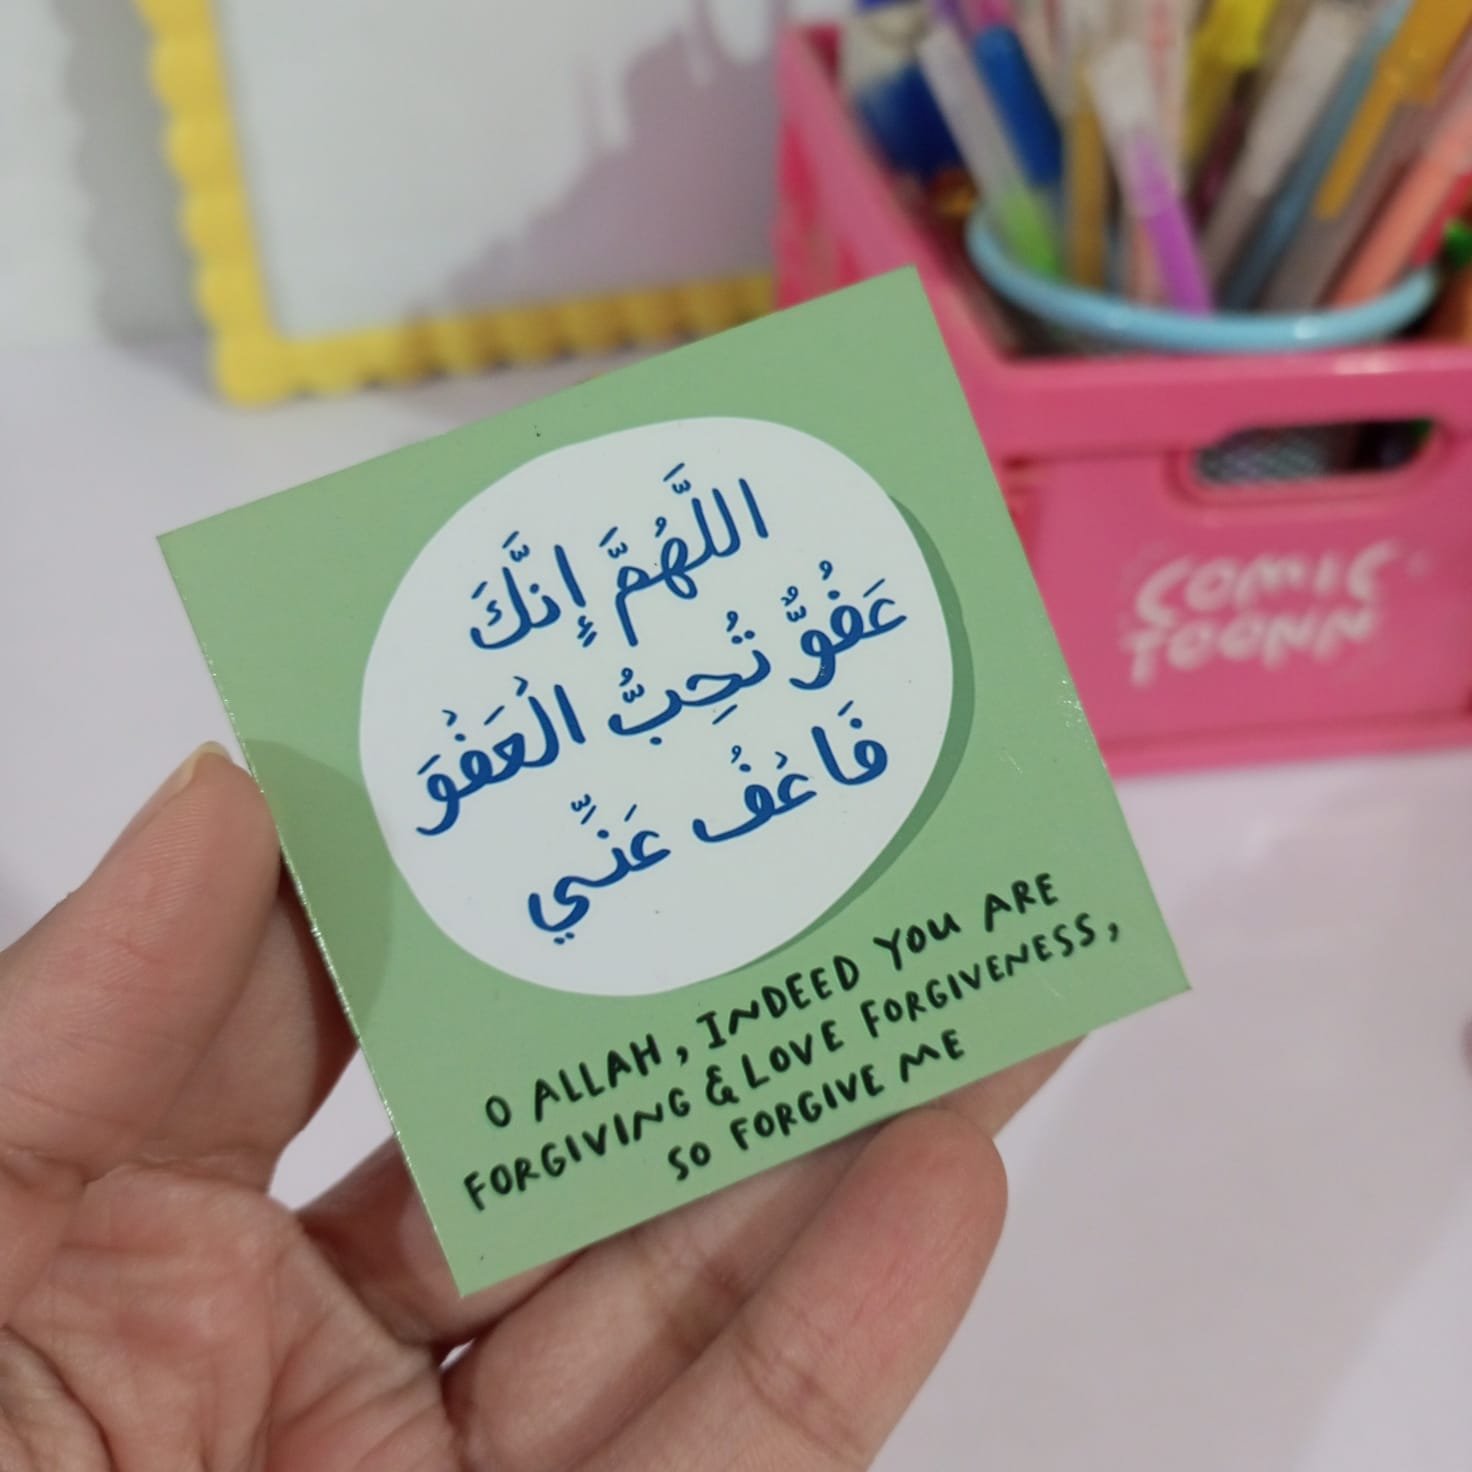 اللَّهُمَّ إِنَّكَ
عَفُوٌّ تُحِبُّ الْعَفْوَ
فَاعْفُ عَنِّي
O ALLAH, INDEED YOU ARE
FORGIVING & LOVE FORGIVENESS,
SO FORGIVE ME
COMIC
TOONN